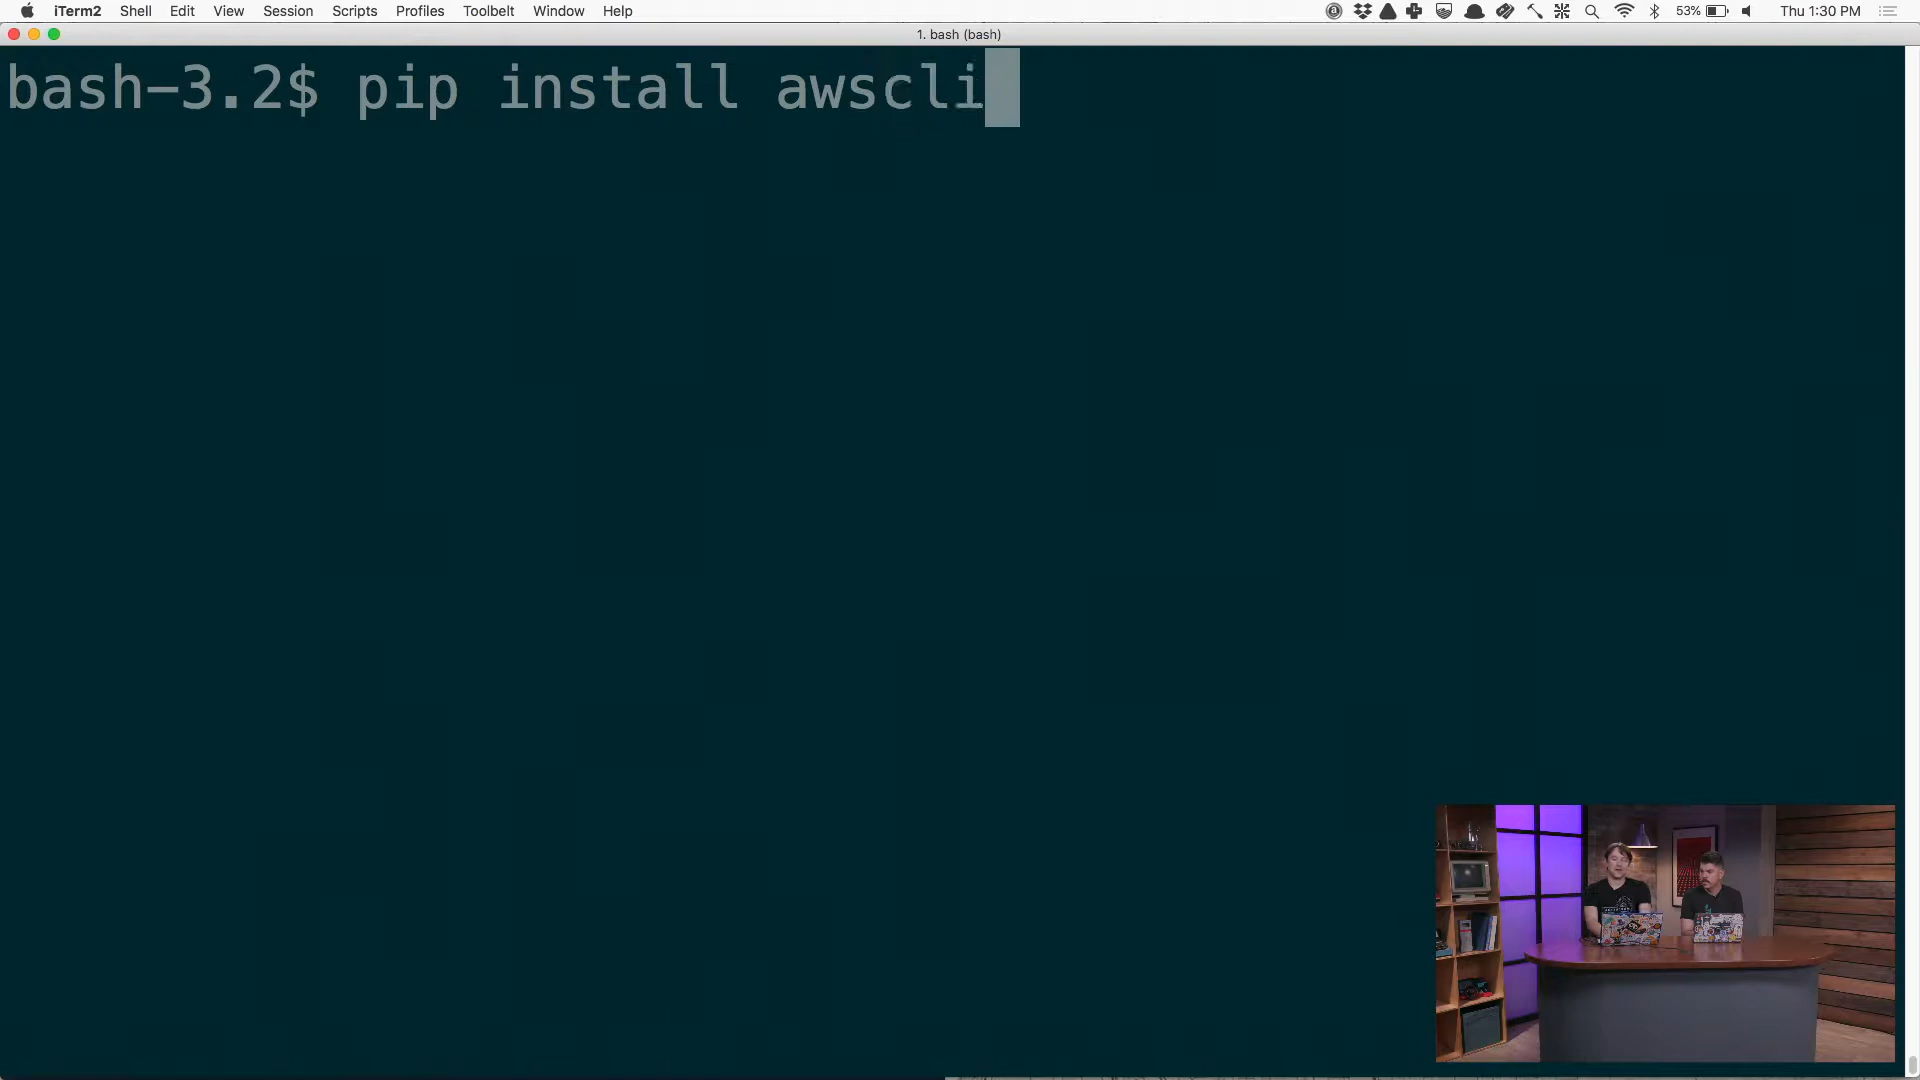 iTerm2 Shell Edit View Session Scripts Profiles Toolbelt Window Help 53% Thu 1:30 PM
1. bash (bash)
bash-3.2$ pip install awscli